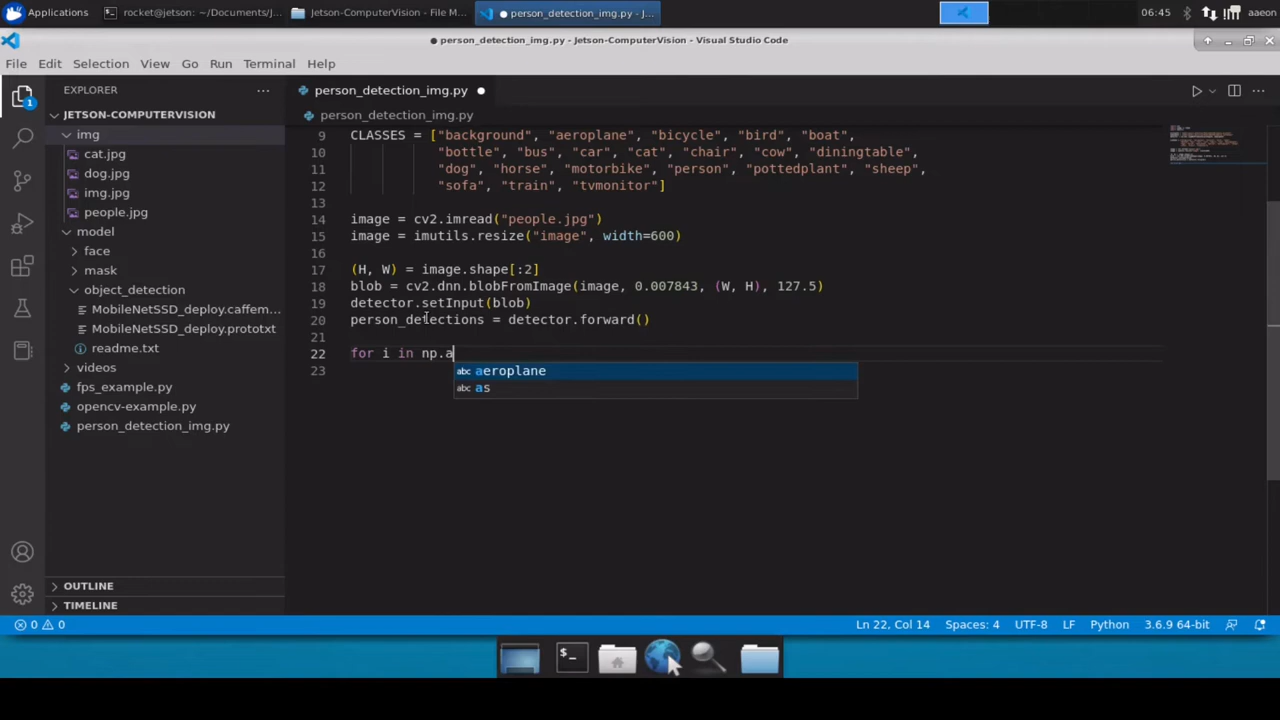 Applications
rocket@jetson: ~/Documents/J...
Jetson-ComputerVision - File M...
● person_detection_img.py - J...
06:45
aaeon
● person_detection_img.py - Jetson-ComputerVision - Visual Studio Code
File Edit Selection View Go Run Terminal Help
EXPLORER
person_detection_img.py ●
JETSON-COMPUTERVISION
person_detection_img.py
img
cat.jpg
dog.jpg
img.jpg
people.jpg
model
face
mask
object_detection
MobileNetSSD_deploy.caffem...
MobileNetSSD_deploy.prototxt
readme.txt
videos
fps_example.py
opencv-example.py
person_detection_img.py
OUTLINE
TIMELINE
1
9 CLASSES = ["background", "aeroplane", "bicycle", "bird", "boat",
10 "bottle", "bus", "car", "cat", "chair", "cow", "diningtable",
11 "dog", "horse", "motorbike", "person", "pottedplant", "sheep",
12 "sofa", "train", "tvmonitor"]
13
14 image = cv2.imread("people.jpg")
15 image = imutils.resize("image", width=600)
16
17 (H, W) = image.shape[:2]
18 blob = cv2.dnn.blobFromImage(image, 0.007843, (W, H), 127.5)
19 detector.setInput(blob)
20 person_detections = detector.forward()
21
22 for i in np.a
abc aeroplane
abc as
23
0 0
Ln 22, Col 14 Spaces: 4 UTF-8 LF Python 3.6.9 64-bit